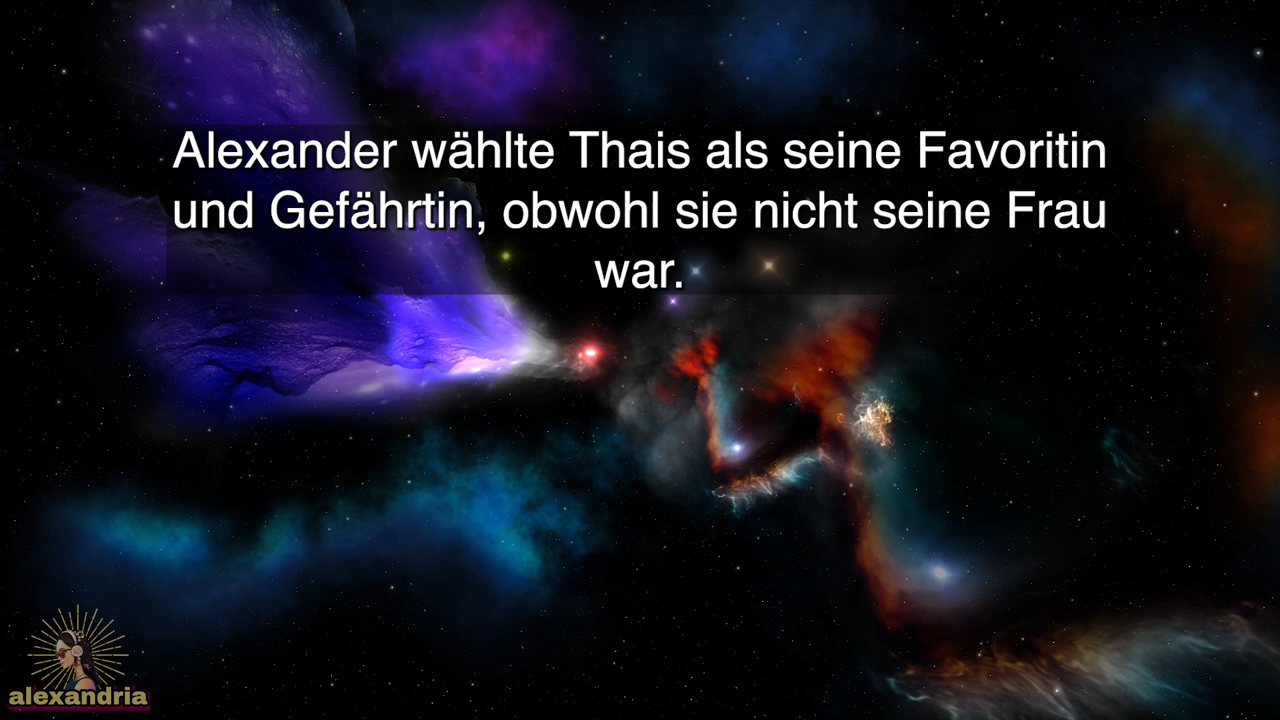 Alexander wählte Thais als seine Favoritin
und Gefährtin, obwohl sie nicht seine Frau
war.
alexandria